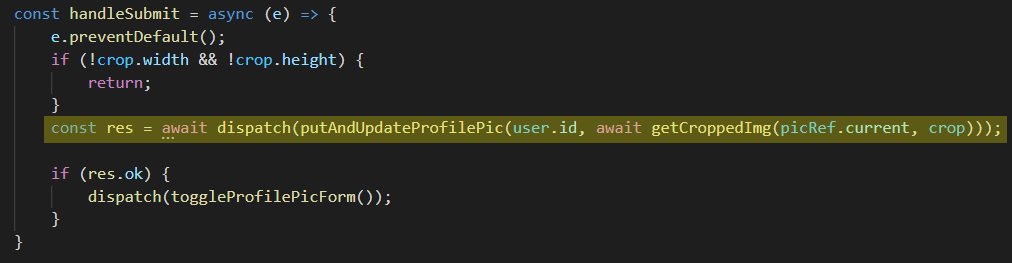 const handleSubmit = async (e) => {
    e.preventDefault();
    if (!crop.width && !crop.height) {
        return;
    }
    const res = await dispatch(putAndUpdateProfilePic(user.id, await getCroppedImg(picRef.current, crop)));

    if (res.ok) {
        dispatch(toggleProfilePicForm());
    }
}